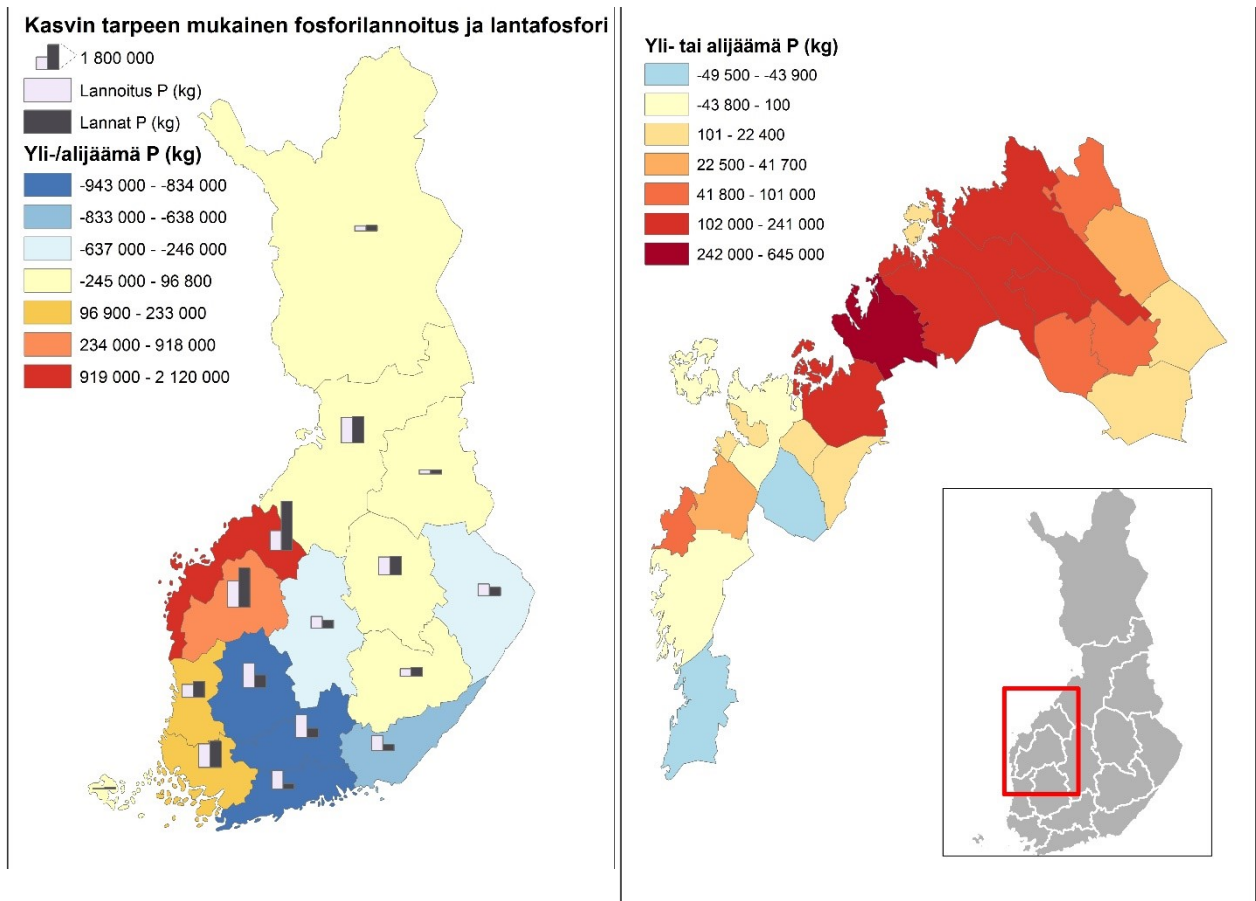 Kasvin tarpeen mukainen fosforilannoitus ja lantafosfori
1 800 000
Lannoitus P (kg)
Lannat P (kg)
Yli-/alijäämä P (kg)
-943 000 - -834 000
-833 000 - -638 000
-637 000 - -246 000
-245 000 - 96 800
96 900 - 233 000
234 000 - 918 000
919 000 - 2 120 000
Yli- tai alijäämä P (kg)
-49 500 - -43 900
-43 800 - 100
101 - 22 400
22 500 - 41 700
41 800 - 101 000
102 000 - 241 000
242 000 - 645 000